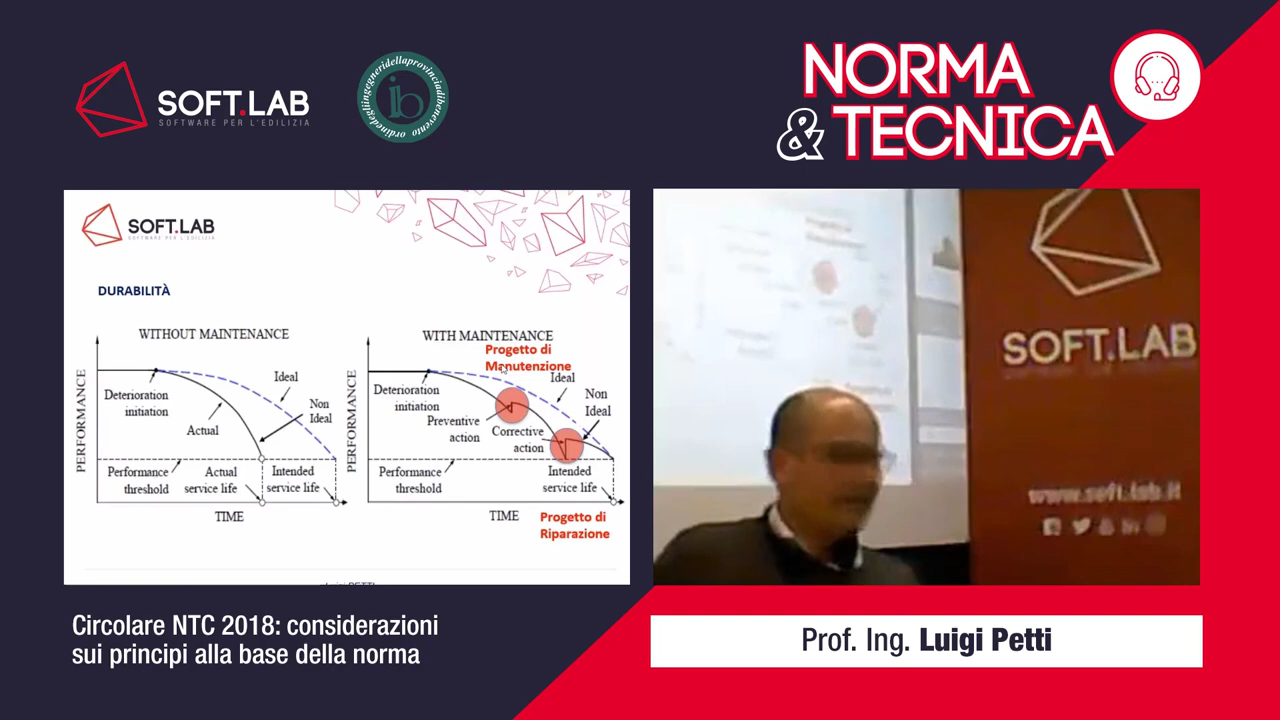 SOFT.LAB
SOFTWARE PER L'EDILIZIA
ordinedegliingegneridellaprovinciadibenevento
ib
NORMA
& TECNICA
SOFT.LAB
SOFTWARE PER L'EDILIZIA
DURABILITÀ
WITHOUT MAINTENANCE
PERFORMANCE
Deterioration
initiation
Ideal
Non
Ideal
Actual
Performance
threshold
Actual
service life
Intended
service life
TIME
WITH MAINTENANCE
Progetto di
Manutenzione
PERFORMANCE
Deterioration
initiation
Ideal
Non
Ideal
Preventive
action
Corrective
action
Performance
threshold
Intended
service life
TIME
Progetto di
Riparazione
SOFT.LAB
www.soft.lab.it
Circolare NTC 2018: considerazioni
sui principi alla base della norma
Prof. Ing. Luigi Petti